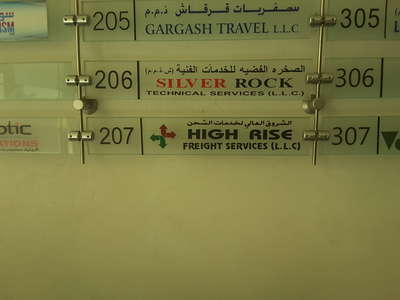 205
سفريات قرقاش ذ.م.م
GARGASH TRAVEL L.L.C
305
206
الصخره الفضيه للخدمات الفنية (ش.ذ.م.م)
SILVER ROCK
TECHNICAL SERVICES (L.L.C.)
306
207
الشروق العالي لخدمات الشحن
HIGH RISE
FREIGHT SERVICES (L.L.C)
307